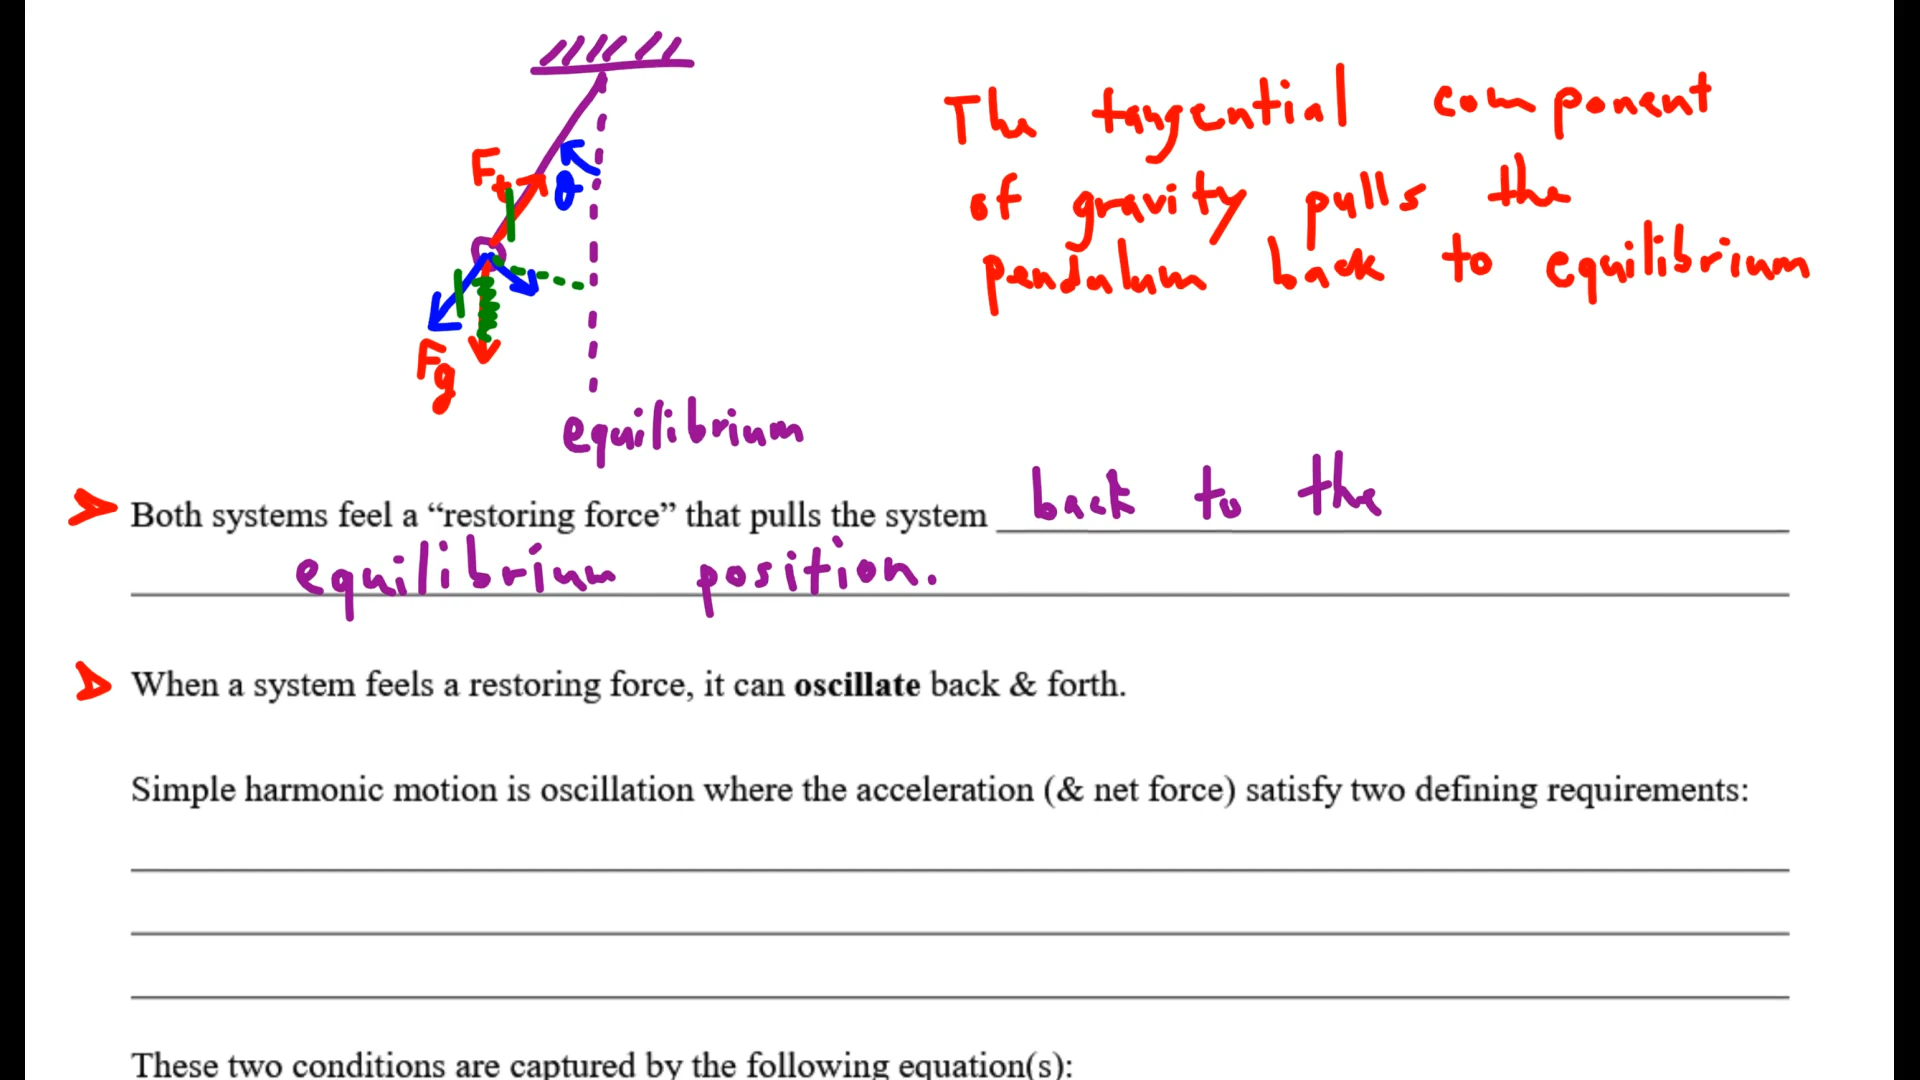 The tangential component
of gravity pulls the
pendulum back to equilibrium
Ft
θ
Fg
equilibrium
Both systems feel a “restoring force” that pulls the system back to the
equilibrium position.
When a system feels a restoring force, it can oscillate back & forth.
Simple harmonic motion is oscillation where the acceleration (& net force) satisfy two defining requirements:
These two conditions are captured by the following equation(s):